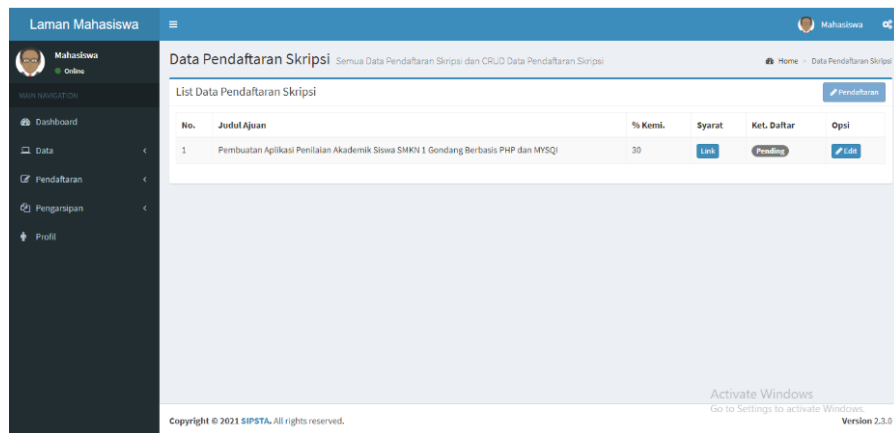 Laman Mahasiswa
Mahasiswa
Mahasiswa
Online
MAIN NAVIGATION
Dashboard
Data
Pendaftaran
Pengarsipan
Profil
Data Pendaftaran Skripsi Semua Data Pendaftaran Skripsi dan CRUD Data Pendaftaran Skripsi
Home > Data Pendaftaran Skripsi
List Data Pendaftaran Skripsi
Pendaftaran
No. Judul Ajuan % Kemi. Syarat Ket. Daftar Opsi
1 Pembuatan Aplikasi Penilaian Akademik Siswa SMKN 1 Gondang Berbasis PHP dan MYSQl 30 Link Pending Edit
Activate Windows
Go to Settings to activate Windows.
Copyright © 2021 SIPSTA. All rights reserved.
Version 2.3.0